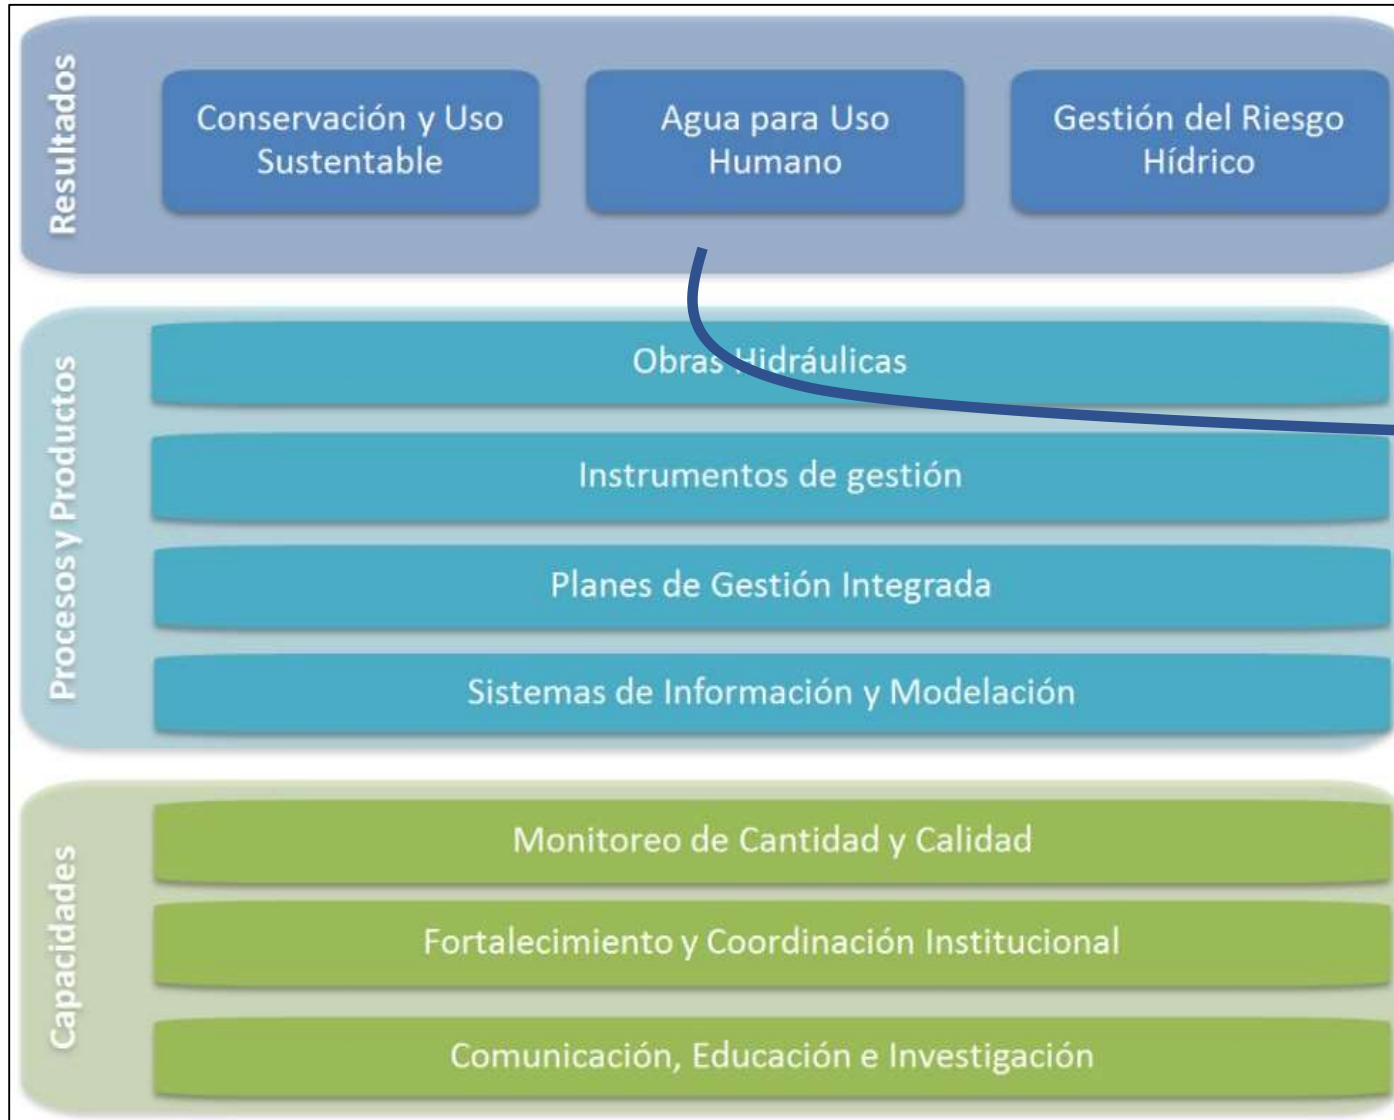 Resultados
Conservación y Uso
Sustentable
Agua para Uso
Humano
Gestión del Riesgo
Hídrico
Procesos y Productos
Obras Hidráulicas
Instrumentos de gestión
Planes de Gestión Integrada
Sistemas de Información y Modelación
Capacidades
Monitoreo de Cantidad y Calidad
Fortalecimiento y Coordinación Institucional
Comunicación, Educación e Investigación